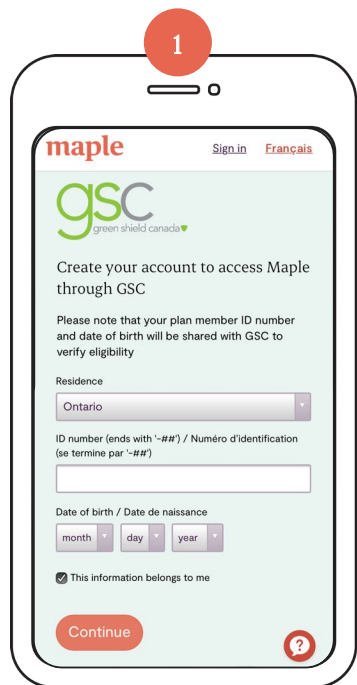 1
maple
Sign in Français
gsc
green shield canada
Create your account to access Maple
through GSC
Please note that your plan member ID number
and date of birth will be shared with GSC to
verify eligibility
Residence
Ontario
ID number (ends with '-##') / Numéro d'identification
(se termine par '-##')
Date of birth / Date de naissance
month day year
This information belongs to me
Continue
?